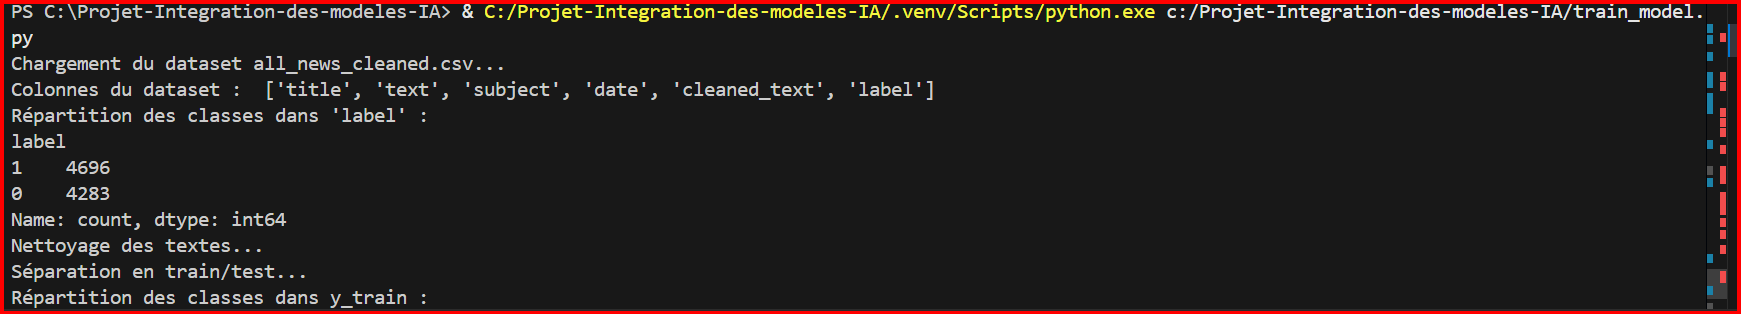 PS C:\Projet-Integration-des-modeles-IA> & C:/Projet-Integration-des-modeles-IA/.venv/Scripts/python.exe c:/Projet-Integration-des-modeles-IA/train_model.
py
Chargement du dataset all_news_cleaned.csv...
Colonnes du dataset :  ['title', 'text', 'subject', 'date', 'cleaned_text', 'label']
Répartition des classes dans 'label' :
label
1    4696
0    4283
Name: count, dtype: int64
Nettoyage des textes...
Séparation en train/test...
Répartition des classes dans y_train :